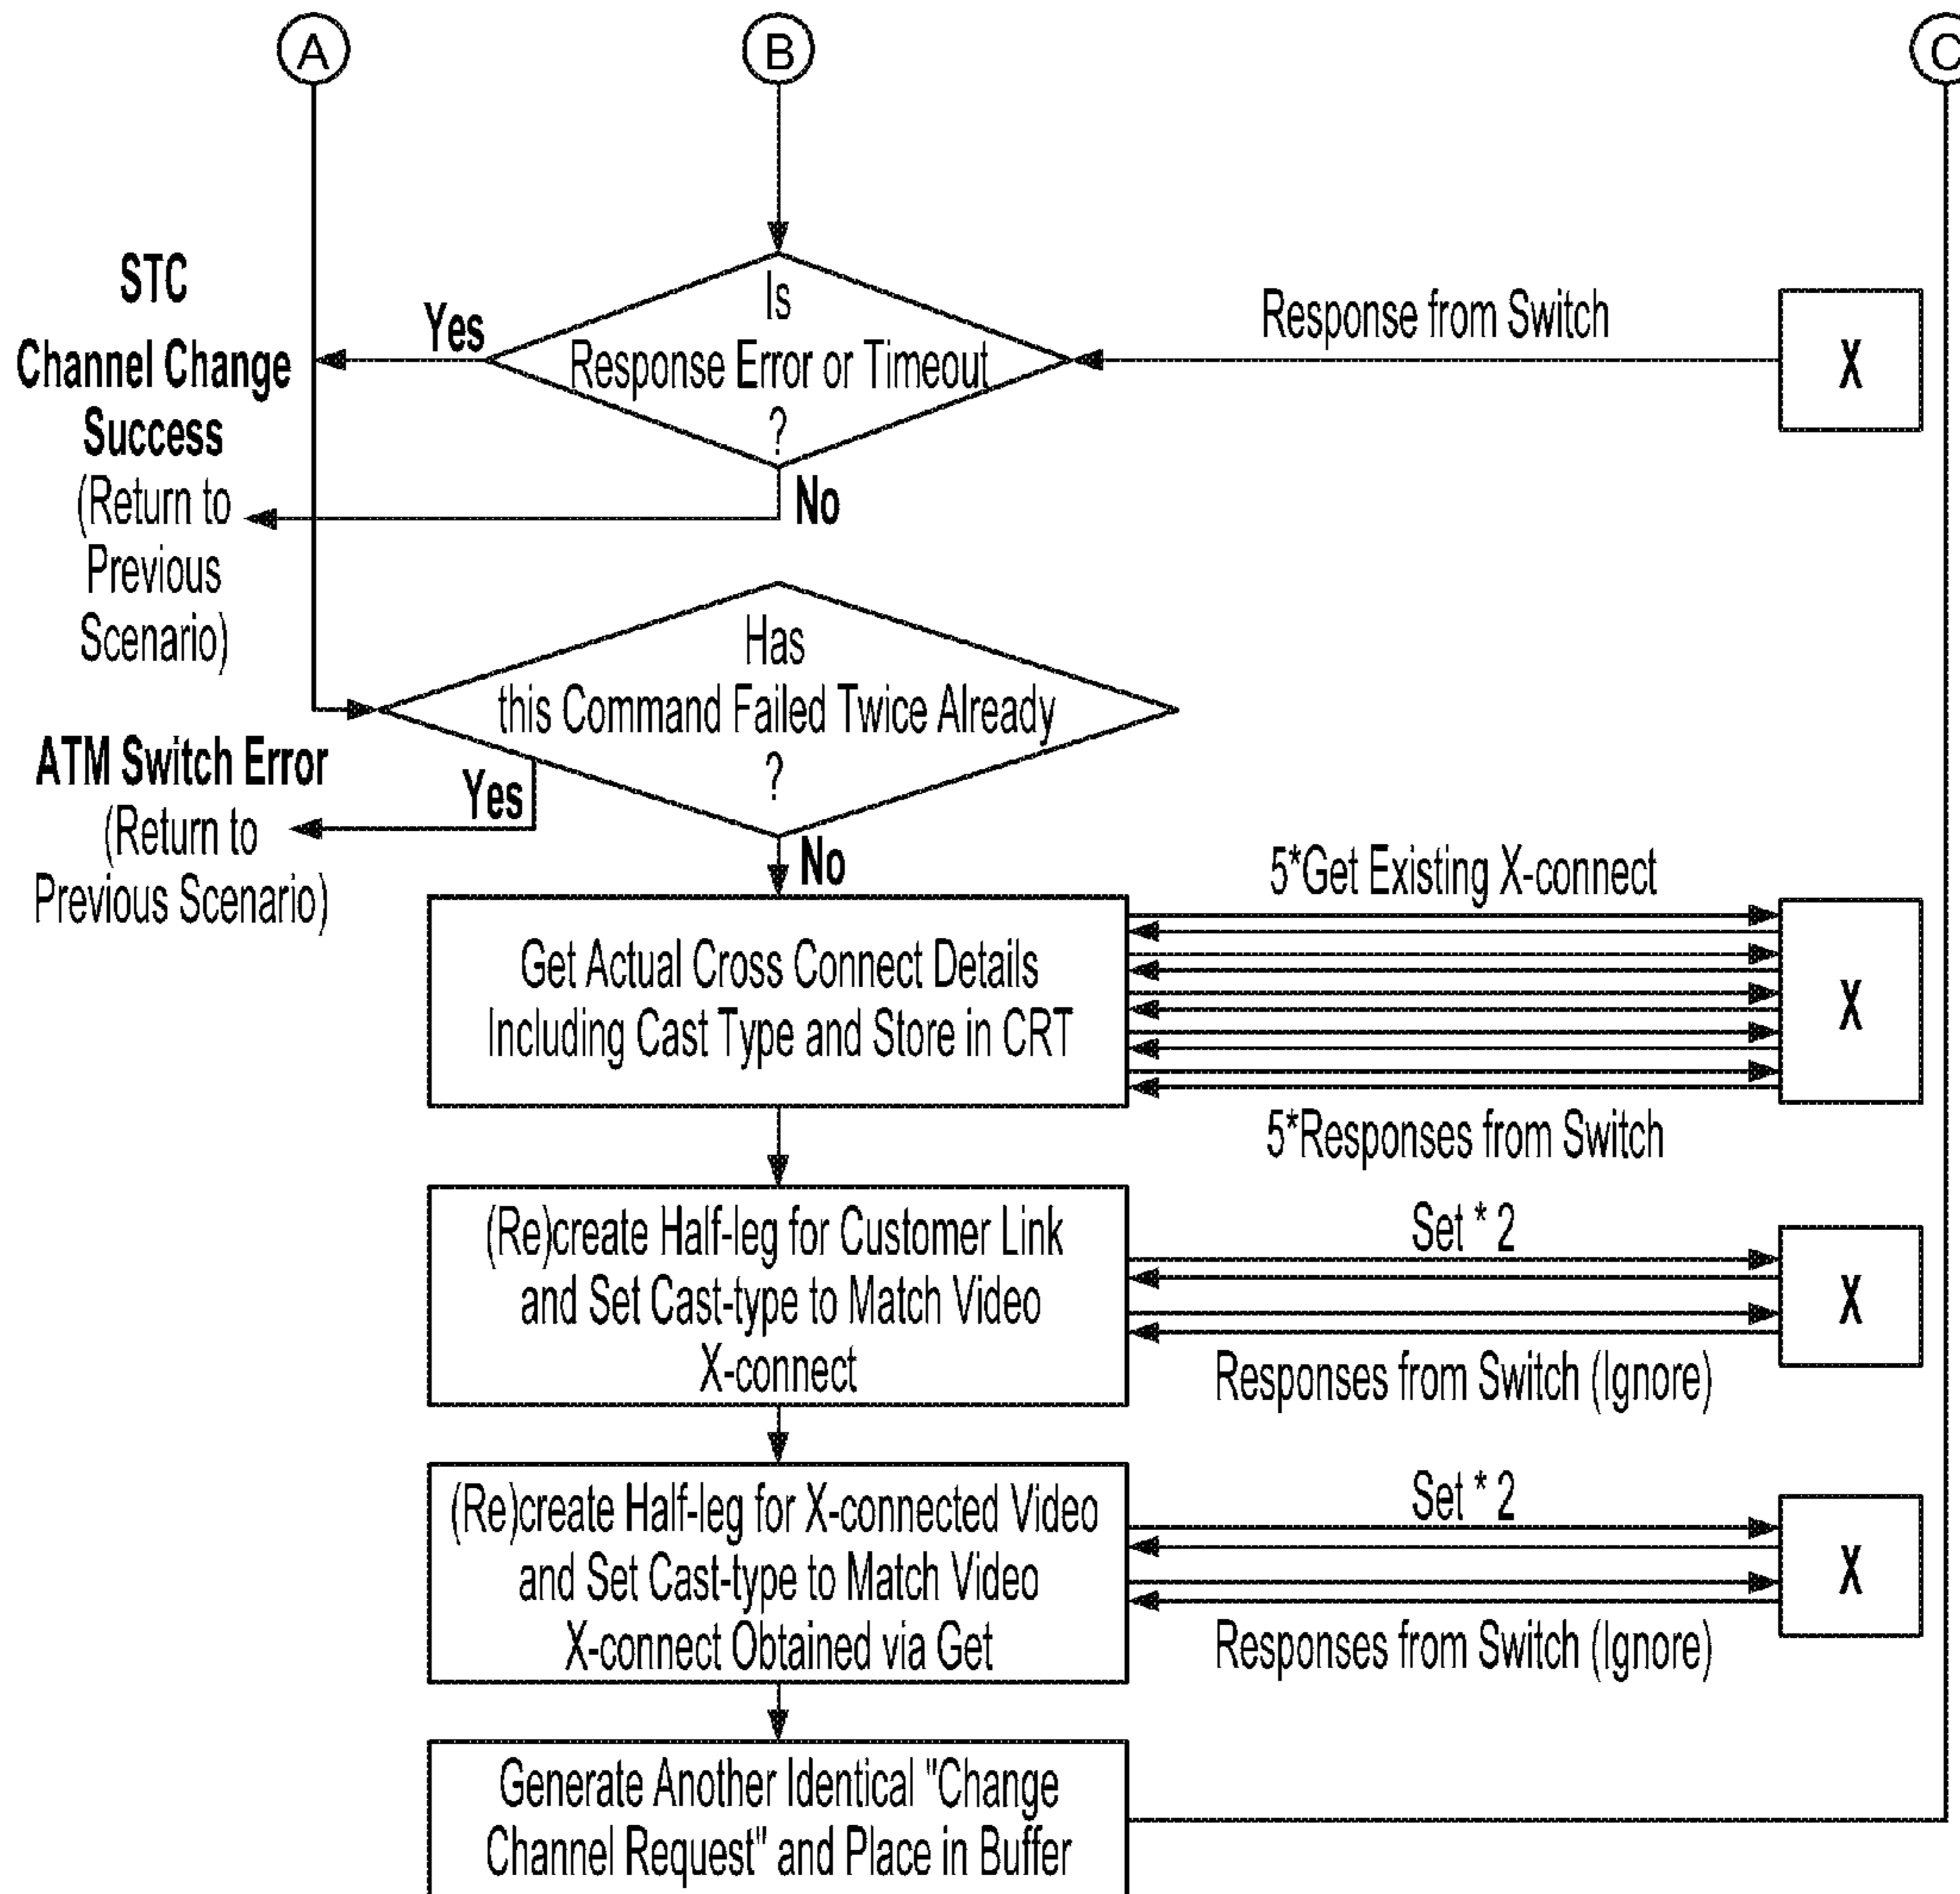 A
B
C
STC
Channel Change
Success
(Return to
Previous
Scenario)
Yes
Is
Response Error or Timeout
?
No
Response from Switch
X
Has
this Command Failed Twice Already
?
ATM Switch Error
(Return to
Previous Scenario)
Yes
No
Get Actual Cross Connect Details
Including Cast Type and Store in CRT
5*Get Existing X-connect
5*Responses from Switch
X
(Re)create Half-leg for Customer Link
and Set Cast-type to Match Video
X-connect
Set * 2
Responses from Switch (Ignore)
X
(Re)create Half-leg for X-connected Video
and Set Cast-type to Match Video
X-connect Obtained via Get
Set * 2
Responses from Switch (Ignore)
X
Generate Another Identical "Change
Channel Request" and Place in Buffer